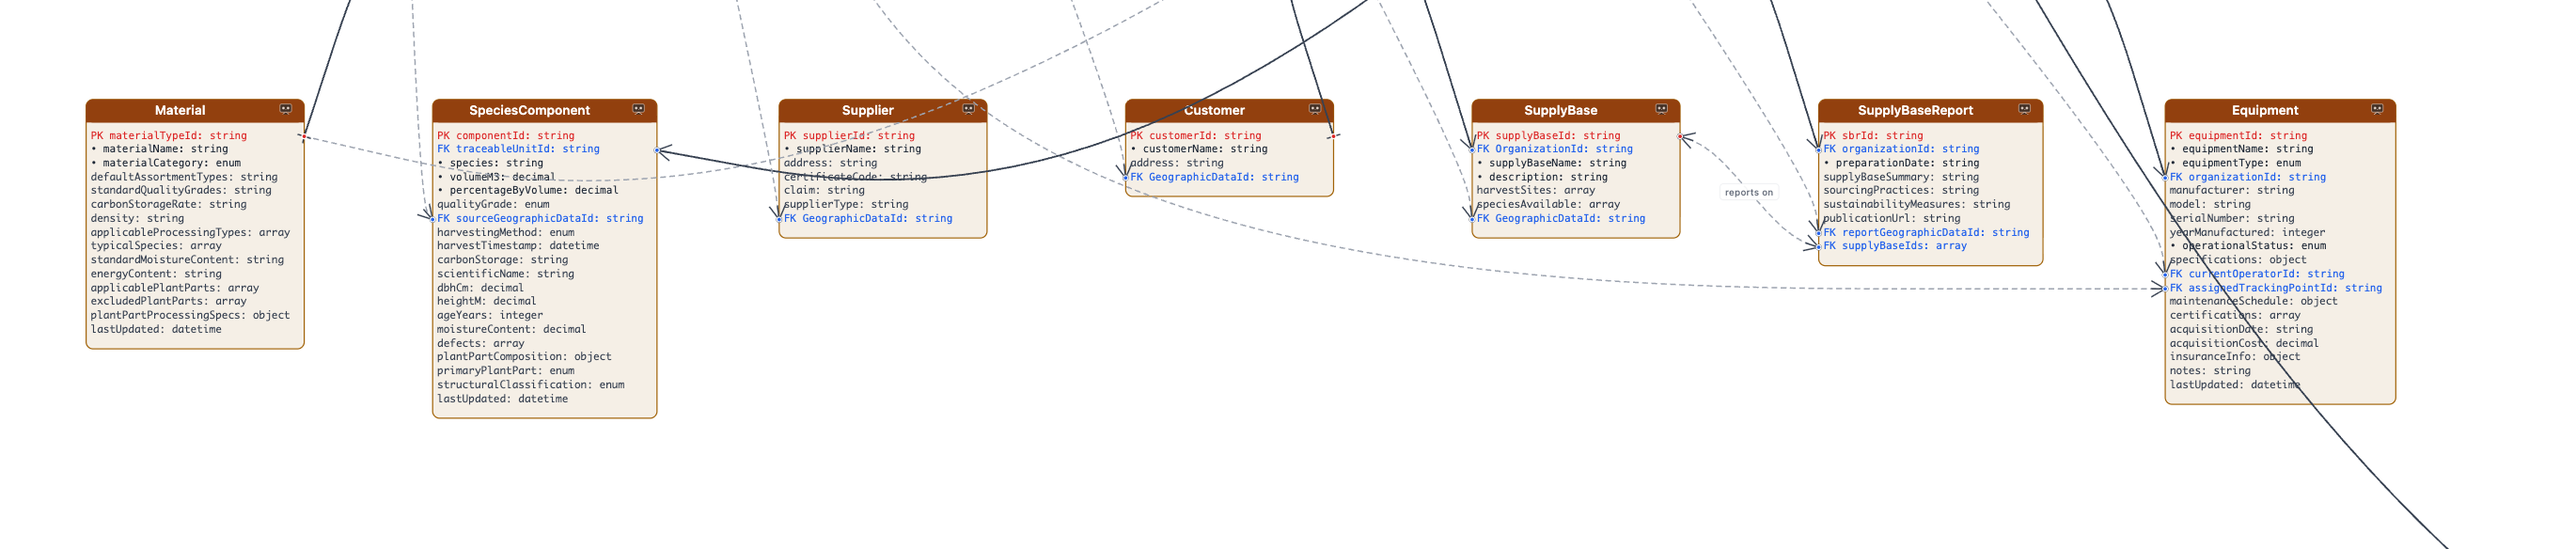 Material
PK materialTypeId: string
• materialName: string
• materialCategory: enum
defaultAssortmentTypes: string
standardQualityGrades: string
carbonStorageRate: string
density: string
applicableProcessingTypes: array
typicalSpecies: array
standardMoistureContent: string
energyContent: string
applicablePlantParts: array
excludedPlantParts: array
plantPartProcessingSpecs: object
lastUpdated: datetime
SpeciesComponent
PK componentId: string
FK traceableUnitId: string
• species: string
• volumeM3: decimal
• percentageByVolume: decimal
qualityGrade: enum
FK sourceGeographicDataId: string
harvestingMethod: enum
harvestTimestamp: datetime
carbonStorage: string
scientificName: string
dbhCm: decimal
heightM: decimal
ageYears: integer
moistureContent: decimal
defects: array
plantPartComposition: object
primaryPlantPart: enum
structuralClassification: enum
lastUpdated: datetime
Supplier
PK supplierId: string
• supplierName: string
address: string
certificateCode: string
claim: string
supplierType: string
FK GeographicDataId: string
Customer
PK customerId: string
• customerName: string
address: string
FK GeographicDataId: string
SupplyBase
PK supplyBaseId: string
FK OrganizationId: string
• supplyBaseName: string
• description: string
harvestSites: array
speciesAvailable: array
FK GeographicDataId: string
reports on
SupplyBaseReport
PK sbrId: string
FK organizationId: string
• preparationDate: string
supplyBaseSummary: string
sourcingPractices: string
sustainabilityMeasures: string
publicationUrl: string
FK reportGeographicDataId: string
FK supplyBaseIds: array
Equipment
PK equipmentId: string
• equipmentName: string
• equipmentType: enum
FK organizationId: string
manufacturer: string
model: string
serialNumber: string
yearManufactured: integer
• operationalStatus: enum
specifications: object
FK currentOperatorId: string
FK assignedTrackingPointId: string
maintenanceSchedule: object
certifications: array
acquisitionDate: string
acquisitionCost: decimal
insuranceInfo: object
notes: string
lastUpdated: datetime